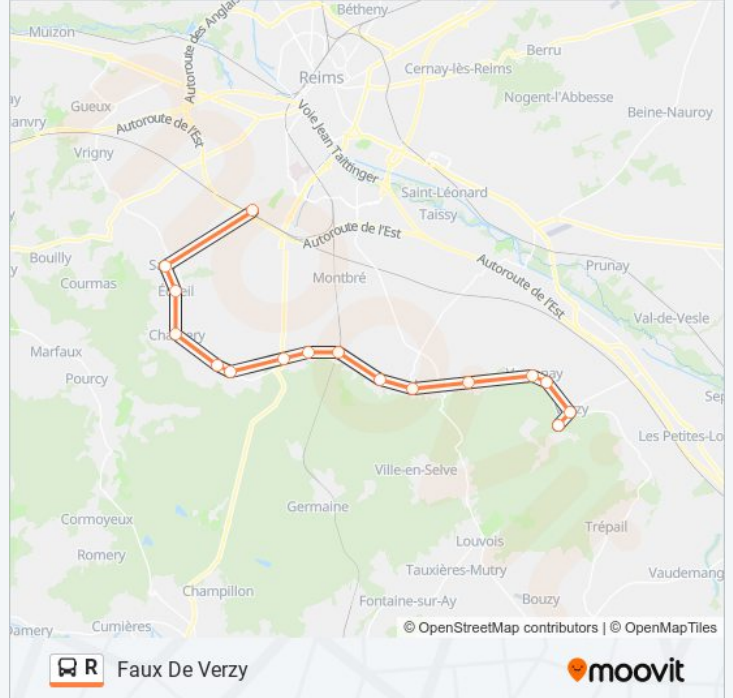 Bétheny
Muizon
Autoroute des Anglais
Reims
Berru
Cernay-lès-Reims
Gueux
Nogent-l'Abbesse
Autoroute de l'Est
Voie Jean Taittinger
Beine-Nauroy
Vrigny
Saint-Léonard
Taissy
Autoroute de l'Est
Bouilly
Montbré
Autoroute de l'Est
Prunay
Courmas
Val-de-Vesle
Marfaux
Pourcy
Les Petites-Lo
Ville-en-Selve
Germaine
Cormoyeux
Trépail
Louvois
Romery
Tauxières-Mutry
Vaudemang
Champillon
Fontaine-sur-Ay
Bouzy
Damery
Cumières
© OpenStreetMap contributors | © OpenMapTiles
R
Faux De Verzy
moovit